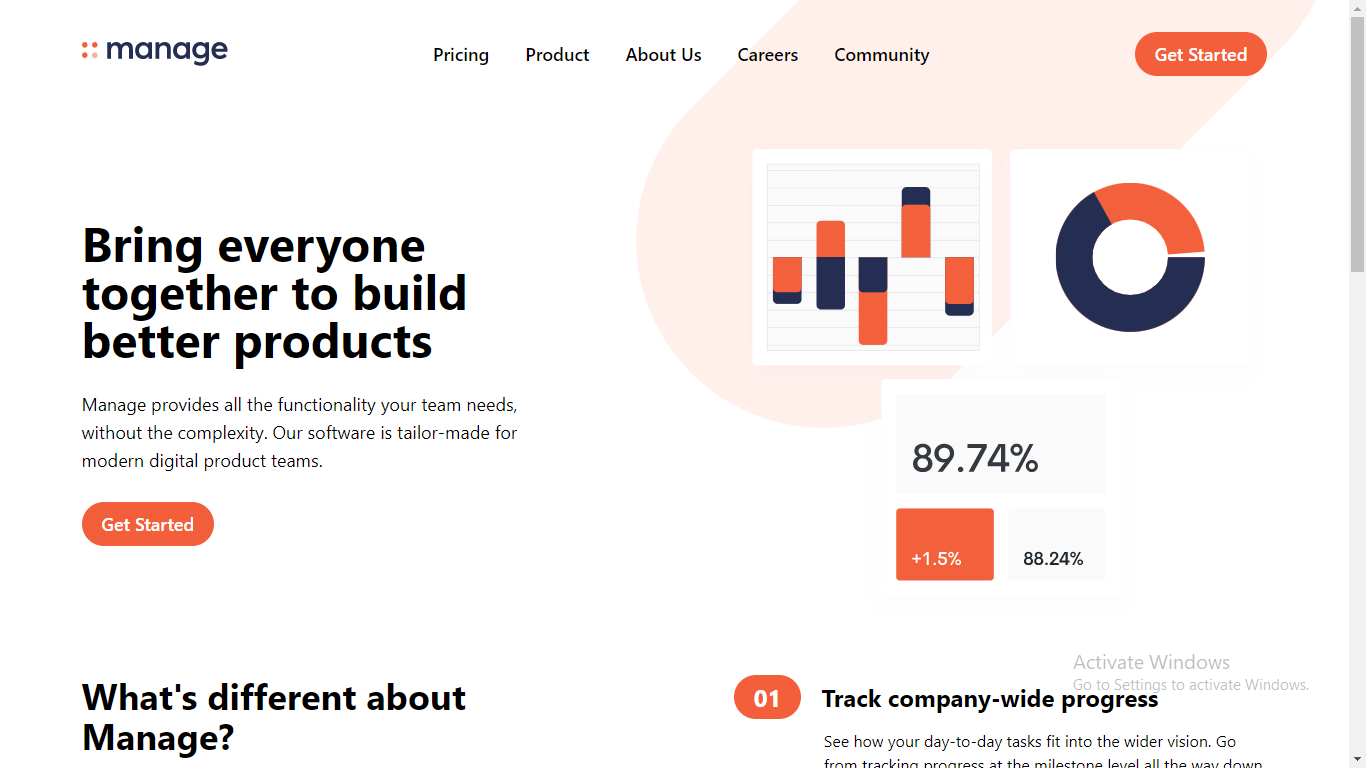 manage
Pricing
Product
About Us
Careers
Community
Get Started
Bring everyone
together to build
better products
Manage provides all the functionality your team needs,
without the complexity. Our software is tailor-made for
modern digital product teams.
Get Started
89.74%
+1.5%
88.24%
What's different about
Manage?
01
Track company-wide progress
See how your day-to-day tasks fit into the wider vision. Go
from tracking progress at the milestone level all the way down
Activate Windows
Go to Settings to activate Windows.